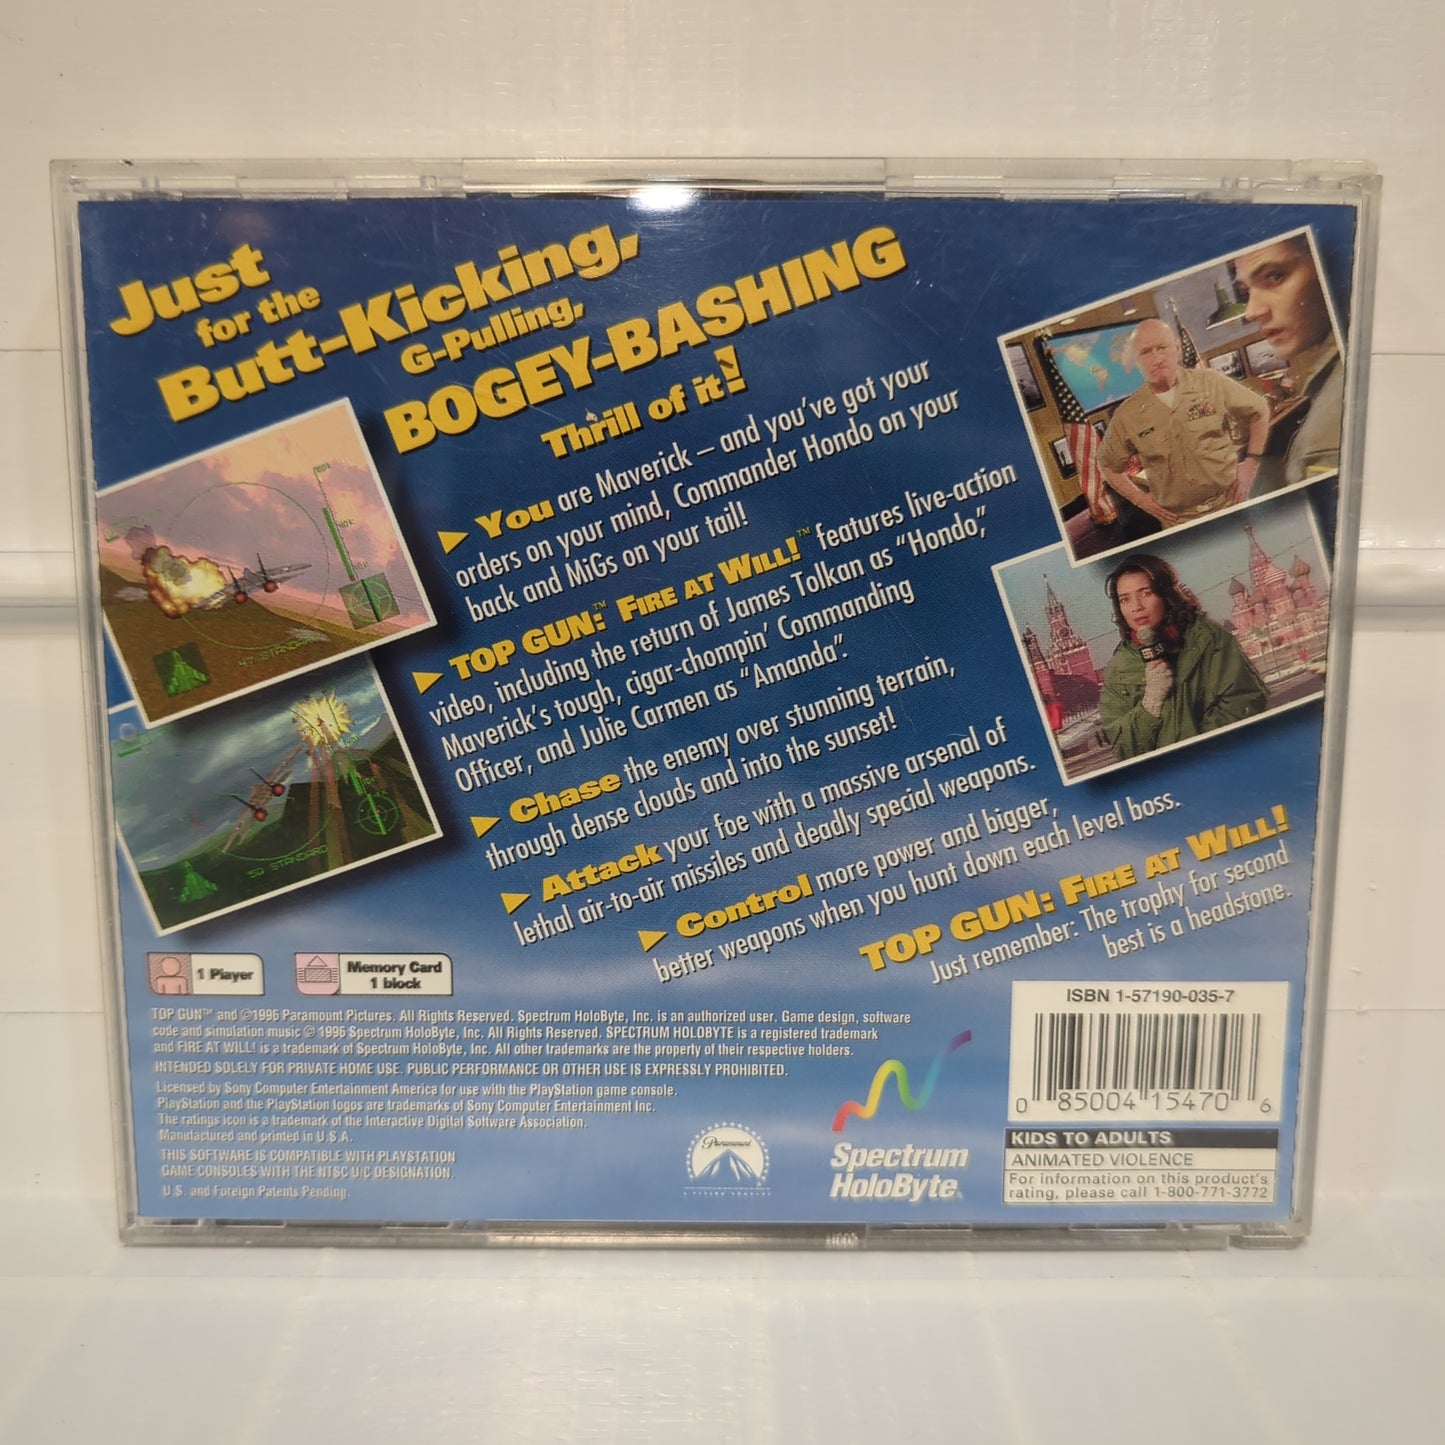 Just
for the
Butt-Kicking,
G-Pulling,
BOGEY-BASHING
Thrill of it!
► You are Maverick – and you've got your
orders on your mind, Commander Hondo on your
back and MiGs on your tail!
► TOP GUN:™ FIRE AT WILL!™ features live-action
video, including the return of James Tolkan as "Hondo",
Maverick's tough, cigar-chompin' Commanding
Officer, and Julie Carmen as "Amanda".
► Chase the enemy over stunning terrain,
through dense clouds and into the sunset!
► Attack your foe with a massive arsenal of
lethal air-to-air missiles and deadly special weapons.
► Control more power and bigger,
better weapons when you hunt down each level boss.
TOP GUN: FIRE AT WILL!
Just remember: The trophy for second
best is a headstone.
47 STANDARD
50 STANDARD
1 Player
Memory Card
1 block
TOP GUN™ and ©1996 Paramount Pictures. All Rights Reserved. Spectrum HoloByte, Inc. is an authorized user. Game design, software
code and simulation music ℗ 1996 Spectrum HoloByte, Inc. All Rights Reserved. SPECTRUM HOLOBYTE is a registered trademark
and FIRE AT WILL! is a trademark of Spectrum HoloByte, Inc. All other trademarks are the property of their respective holders.
INTENDED SOLELY FOR PRIVATE HOME USE. PUBLIC PERFORMANCE OR OTHER USE IS EXPRESSLY PROHIBITED.
Licensed by Sony Computer Entertainment America for use with the PlayStation game console.
PlayStation and the PlayStation logos are trademarks of Sony Computer Entertainment Inc.
The ratings icon is a trademark of the Interactive Digital Software Association.
Manufactured and printed in U.S.A.
THIS SOFTWARE IS COMPATIBLE WITH PLAYSTATION
GAME CONSOLES WITH THE NTSC U/C DESIGNATION.
U.S. and Foreign Patents Pending.
Paramount
Spectrum
HoloByte
ISBN 1-57190-035-7
0 85004 15470 6
KIDS TO ADULTS
ANIMATED VIOLENCE
For information on this product's
rating, please call 1-800-771-3772